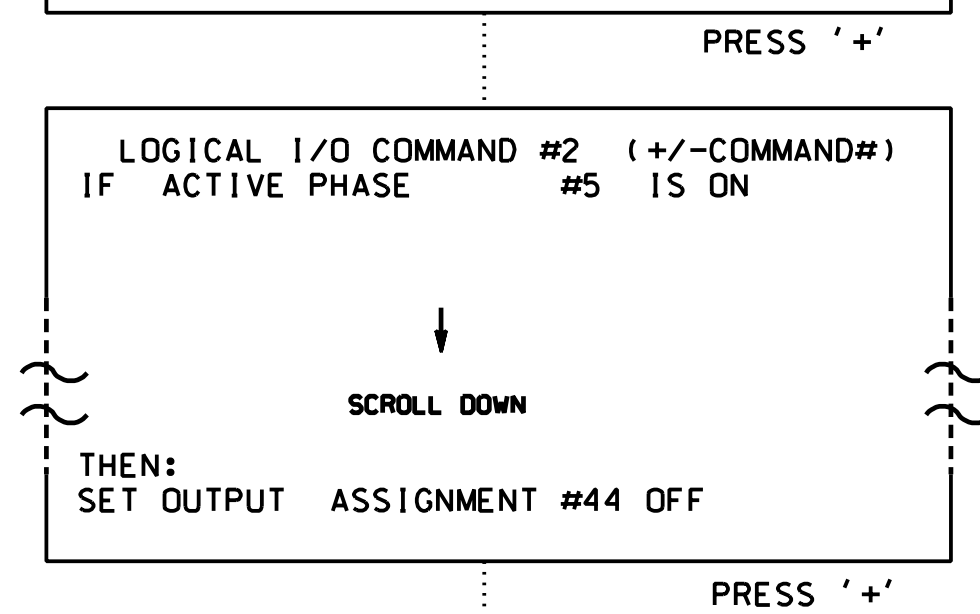 PRESS '+'
LOGICAL I/O COMMAND #2 (+/-COMMAND#)
IF ACTIVE PHASE #5 IS ON
SCROLL DOWN
THEN:
SET OUTPUT ASSIGNMENT #44 OFF
PRESS '+'